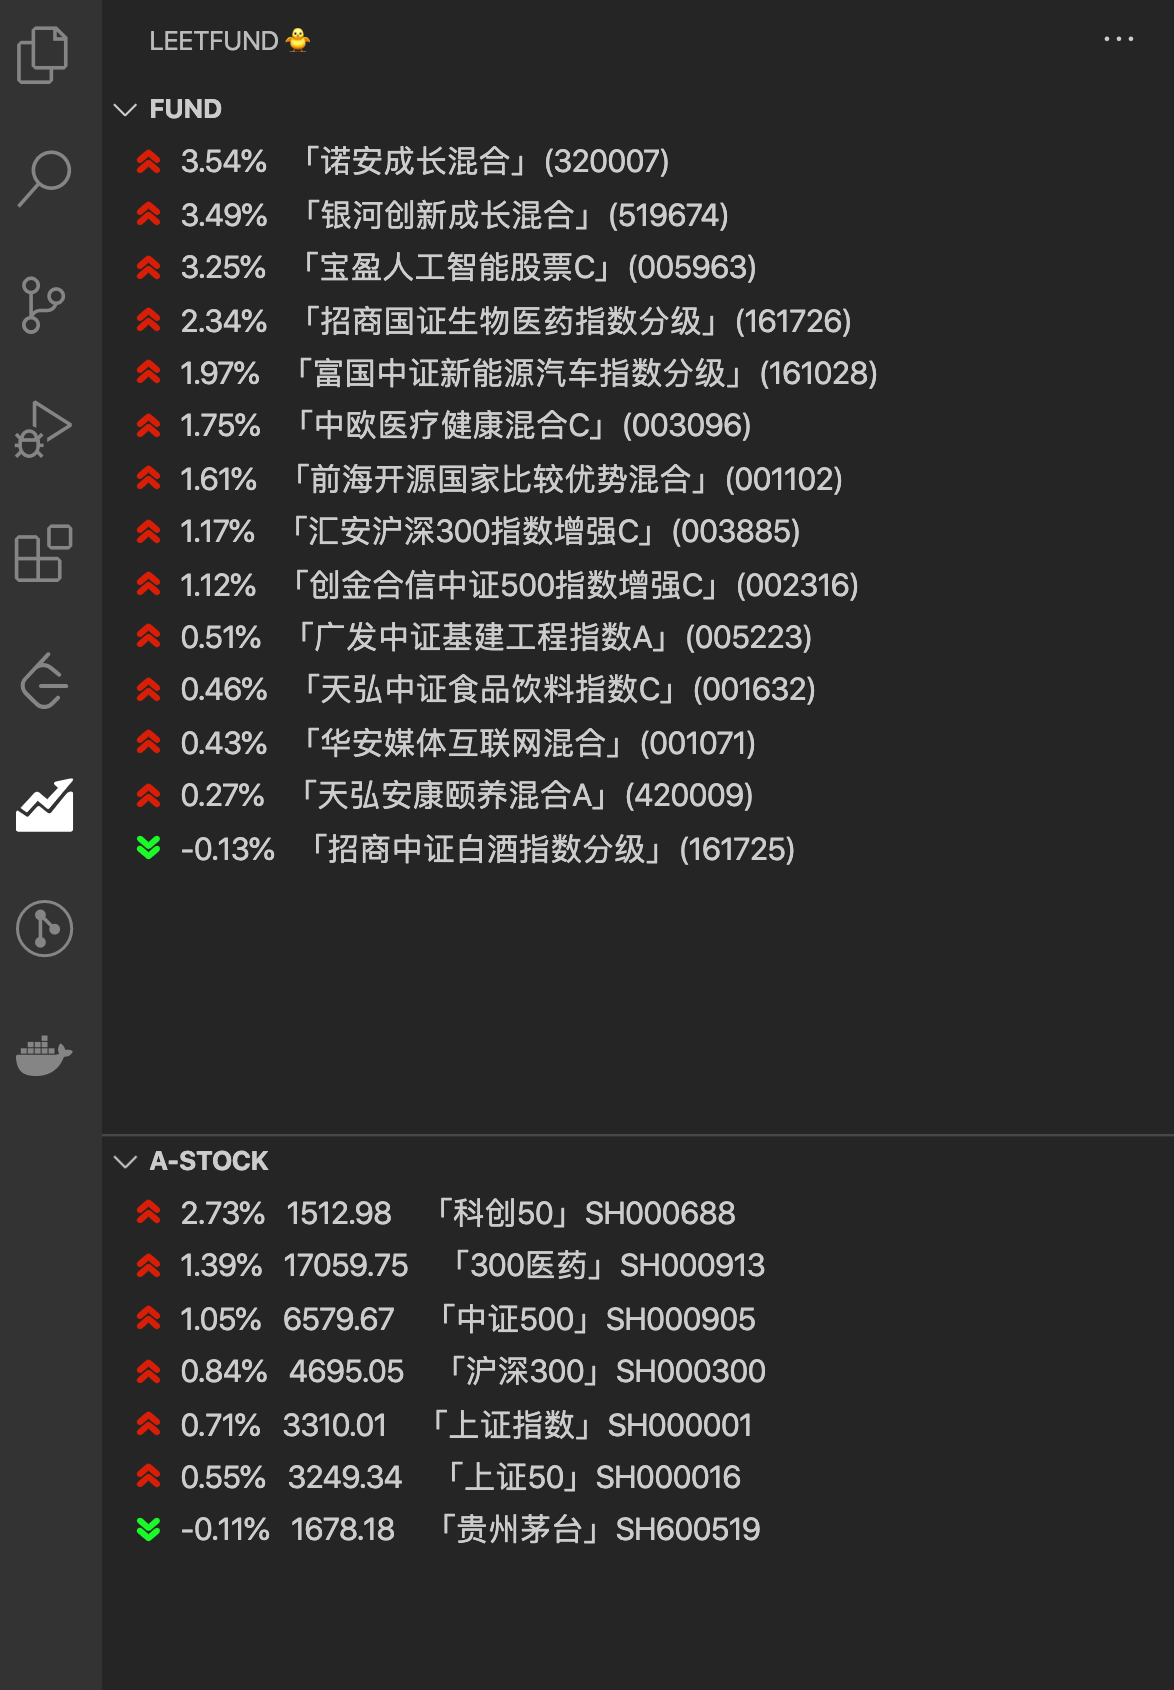 LEETFUND🐥
FUND
3.54% 「诺安成长混合」(320007)
3.49% 「银河创新成长混合」(519674)
3.25% 「宝盈人工智能股票C」(005963)
2.34% 「招商国证生物医药指数分级」(161726)
1.97% 「富国中证新能源汽车指数分级」(161028)
1.75% 「中欧医疗健康混合C」(003096)
1.61% 「前海开源国家比较优势混合」(001102)
1.17% 「汇安沪深300指数增强C」(003885)
1.12% 「创金合信中证500指数增强C」(002316)
0.51% 「广发中证基建工程指数A」(005223)
0.46% 「天弘中证食品饮料指数C」(001632)
0.43% 「华安媒体互联网混合」(001071)
0.27% 「天弘安康颐养混合A」(420009)
-0.13% 「招商中证白酒指数分级」(161725)
A-STOCK
2.73% 1512.98 「科创50」SH000688
1.39% 17059.75 「300医药」SH000913
1.05% 6579.67 「中证500」SH000905
0.84% 4695.05 「沪深300」SH000300
0.71% 3310.01 「上证指数」SH000001
0.55% 3249.34 「上证50」SH000016
-0.11% 1678.18 「贵州茅台」SH600519